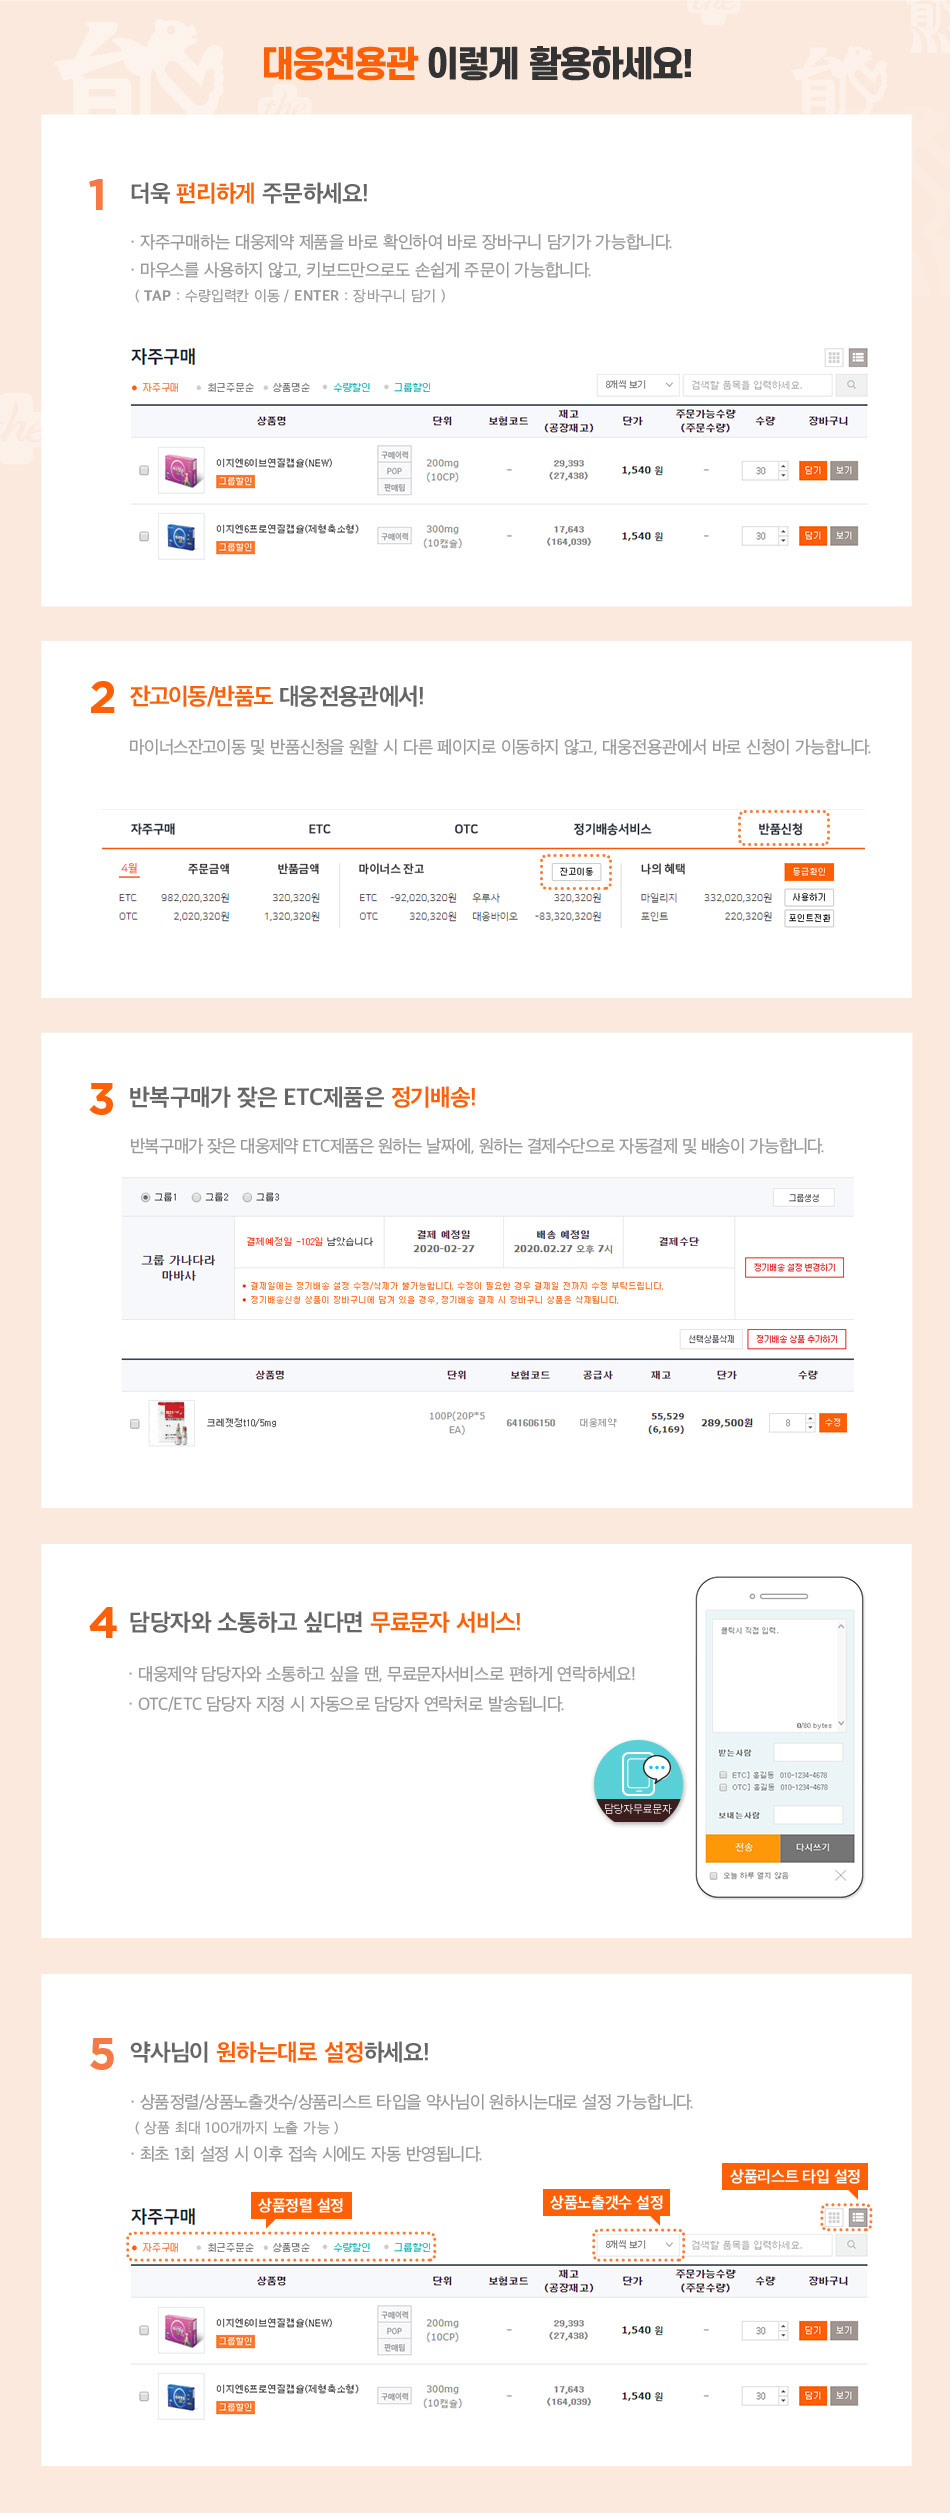 대웅전용관 이렇게 활용하세요!
1 더욱 편리하게 주문하세요!
· 자주구매하는 대웅제약 제품을 바로 확인하여 바로 장바구니 담기가 가능합니다.
· 마우스를 사용하지 않고, 키보드만으로도 손쉽게 주문이 가능합니다.
( TAP : 수량입력칸 이동 / ENTER : 장바구니 담기 )
자주구매
자주구매 최근주문순 상품명순 수량할인 그룹할인 8개씩 보기 검색할 품목을 입력하세요.
상품명 단위 보험코드 재고 (공장재고) 단가 주문가능수량 (주문수량) 수량 장바구니
이지엔6이브연질캡슐(NEW) 그룹할인 구매이력 POP 판매팁 200mg (10CP) – 29,393 (27,438) 1,540 원 – 30 담기 보기
이지엔6프로연질캡슐(제형축소형) 그룹할인 구매이력 300mg (10캡슐) – 17,643 (164,039) 1,540 원 – 30 담기 보기
2 잔고이동/반품도 대웅전용관에서!
마이너스잔고이동 및 반품신청을 원할 시 다른 페이지로 이동하지 않고, 대웅전용관에서 바로 신청이 가능합니다.
자주구매 ETC OTC 정기배송서비스 반품신청
4월 주문금액 반품금액 마이너스 잔고 잔고이동 나의 혜택 등급확인
ETC 982,020,320원 320,320원 ETC -92,020,320원 우루사 320,320원 마일리지 332,020,320원 사용하기
OTC 2,020,320원 1,320,320원 OTC 320,320원 대웅바이오 -83,320,320원 포인트 220,320원 포인트전환
3 반복구매가 잦은 ETC제품은 정기배송!
반복구매가 잦은 대웅제약 ETC제품은 원하는 날짜에, 원하는 결제수단으로 자동결제 및 배송이 가능합니다.
그룹1 그룹2 그룹3 그룹생성
그룹 가나다라 마바사 결제예정일 -102일 남았습니다 결제 예정일 2020-02-27 배송 예정일 2020.02.27 오후 7시 결제수단 정기배송 설정 변경하기
• 결제일에는 정기배송 설정 수정/삭제가 불가능합니다. 수정이 필요한 경우 결제일 전까지 수정 부탁드립니다.
• 정기배송신청 상품이 장바구니에 담겨 있을 경우, 정기배송 결제 시 장바구니 상품은 삭제됩니다.
선택상품삭제 정기배송 상품 추가하기
상품명 단위 보험코드 공급사 재고 단가 수량
크레젯정t10/5mg 100P(20P*5 EA) 641606150 대웅제약 55,529 (6,169) 289,500원 8 수정
4 담당자와 소통하고 싶다면 무료문자 서비스!
· 대웅제약 담당자와 소통하고 싶을 땐, 무료문자서비스로 편하게 연락하세요!
· OTC/ETC 담당자 지정 시 자동으로 담당자 연락처로 발송됩니다.
담당자무료문자
클릭시 직접 입력.
0/80 bytes
받는사람
ETC] 홍길동 010-1234-4678
OTC] 홍길동 010-1234-4678
보내는사람
전송 다시쓰기
오늘 하루 열지 않음
5 약사님이 원하는대로 설정하세요!
· 상품정렬/상품노출갯수/상품리스트 타입을 약사님이 원하시는대로 설정 가능합니다.
( 상품 최대 100개까지 노출 가능 )
· 최초 1회 설정 시 이후 접속 시에도 자동 반영됩니다.
상품리스트 타입 설정
자주구매 상품정렬 설정 상품노출갯수 설정
자주구매 최근주문순 상품명순 수량할인 그룹할인 8개씩 보기 검색할 품목을 입력하세요.
상품명 단위 보험코드 재고 (공장재고) 단가 주문가능수량 (주문수량) 수량 장바구니
이지엔6이브연질캡슐(NEW) 그룹할인 구매이력 POP 판매팁 200mg (10CP) – 29,393 (27,438) 1,540 원 – 30 담기 보기
이지엔6프로연질캡슐(제형축소형) 그룹할인 구매이력 300mg (10캡슐) – 17,643 (164,039) 1,540 원 – 30 담기 보기